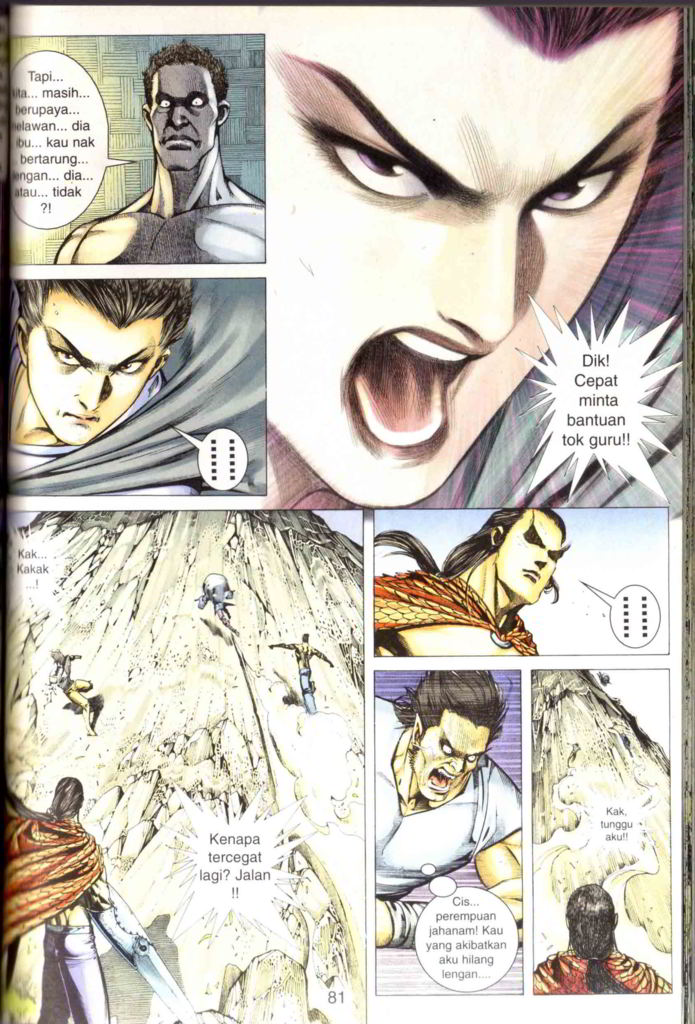 Tapi...
masih...
berupaya...
dia
kau nak
bertarung...
dia...
atau... tidak
?!
Dik!
Cepat
minta
bantuan
tok guru!!
Kak...
Kakak
...!
Kenapa
tercegat
lagi? Jalan
!!
Cis...
perempuan
jahanam! Kau
yang akibatkan
aku hilang
lengan....
Kak,
tunggu
aku!!
81